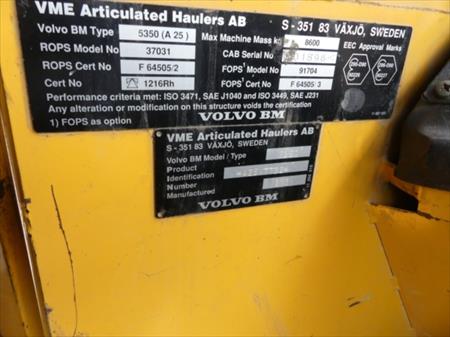 VME Articulated Haulers AB
S - 351 83 VÄXJÖ, SWEDEN
Volvo BM Type 5350 (A 25)
Max Machine Mass kg 8600
EEC Approval Marks
ROPS Model No 37031
CAB Serial No
ROPS Cert No F 64505/2
FOPS¹ Model No 91704
Cert No 1216Rh
FOPS¹ Cert No F 64505/3
Performance criteria met: ISO 3471, SAE J1040 and ISO 3449, SAE J231
Any alteration or modification on this structure voids the certification
1) FOPS as option
VOLVO BM
VME Articulated Haulers AB
S - 351 83 VÄXJÖ, SWEDEN
Volvo BM Model / Type
Product
Identification
Number
VOLVO BM